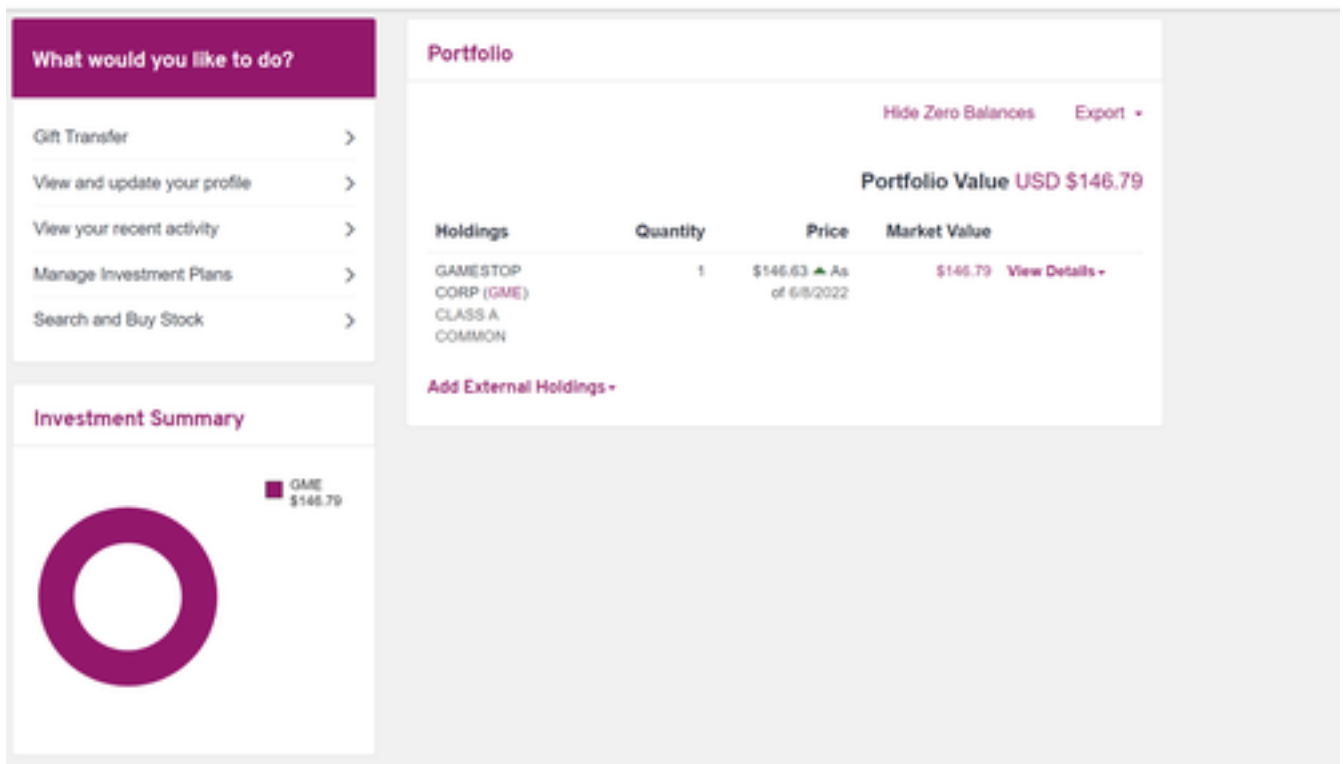 What would you like to do?
Gift Transfer
View and update your profile
View your recent activity
Manage Investment Plans
Search and Buy Stock
Investment Summary
GME
$146.79
Portfolio
Hide Zero Balances Export
Portfolio Value USD $146.79
Holdings Quantity Price Market Value
GAMESTOP 1 $146.63 ▲ As $146.79 View Details
CORP (GME) of 6/8/2022
CLASS A
COMMON
Add External Holdings